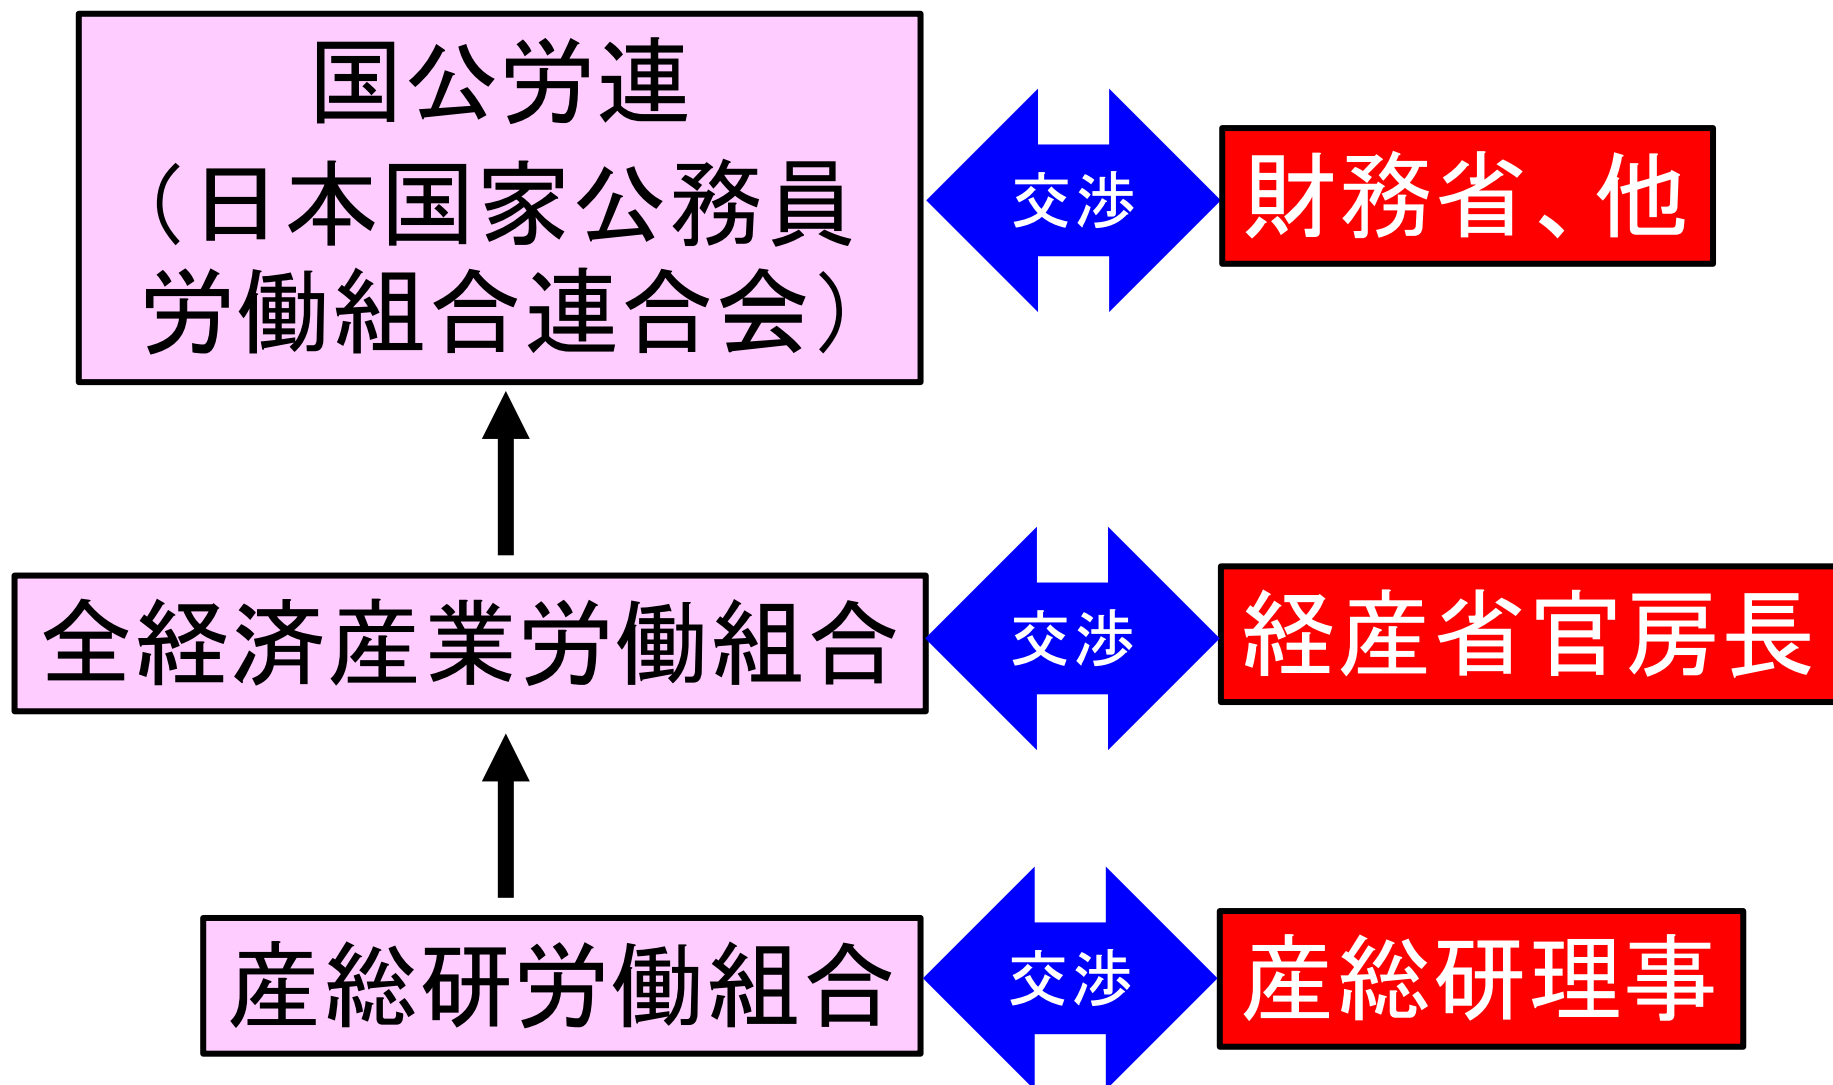 国公労連
（日本国家公務員
労働組合連合会）
交渉
財務省、他
全経済産業労働組合
交渉
経産省官房長
産総研労働組合
交渉
産総研理事